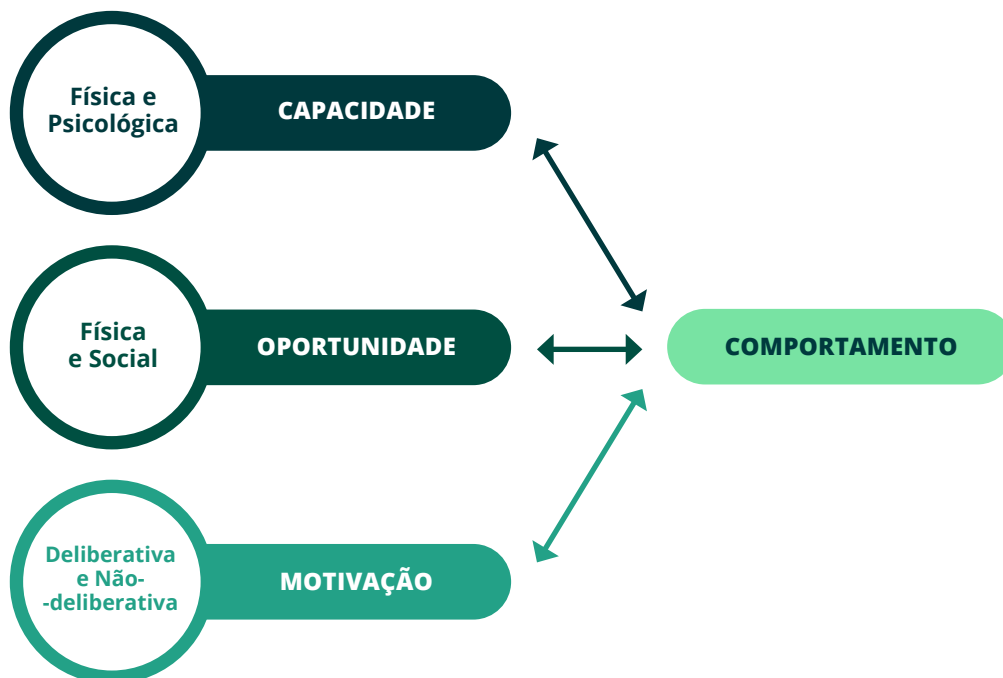 Física e
Psicológica
CAPACIDADE
Física
e Social
OPORTUNIDADE
COMPORTAMENTO
Deliberativa
e Não-
-deliberativa
MOTIVAÇÃO